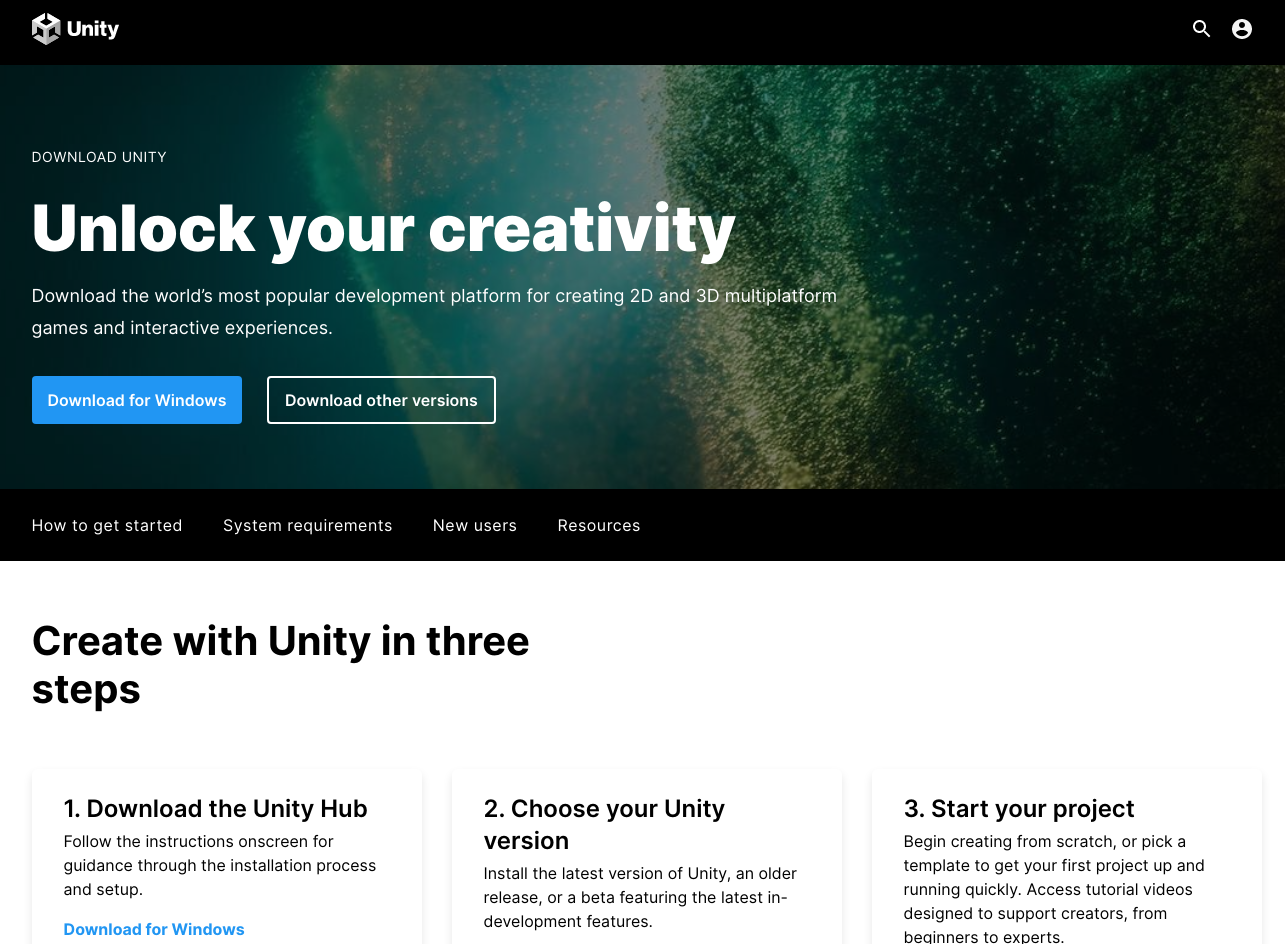 Unity
DOWNLOAD UNITY
Unlock your creativity
Download the world’s most popular development platform for creating 2D and 3D multiplatform
games and interactive experiences.
Download for Windows
Download other versions
How to get started
System requirements
New users
Resources
Create with Unity in three
steps
1. Download the Unity Hub
Follow the instructions onscreen for
guidance through the installation process
and setup.
Download for Windows
2. Choose your Unity
version
Install the latest version of Unity, an older
release, or a beta featuring the latest in-
development features.
3. Start your project
Begin creating from scratch, or pick a
template to get your first project up and
running quickly. Access tutorial videos
designed to support creators, from
beginners to experts.